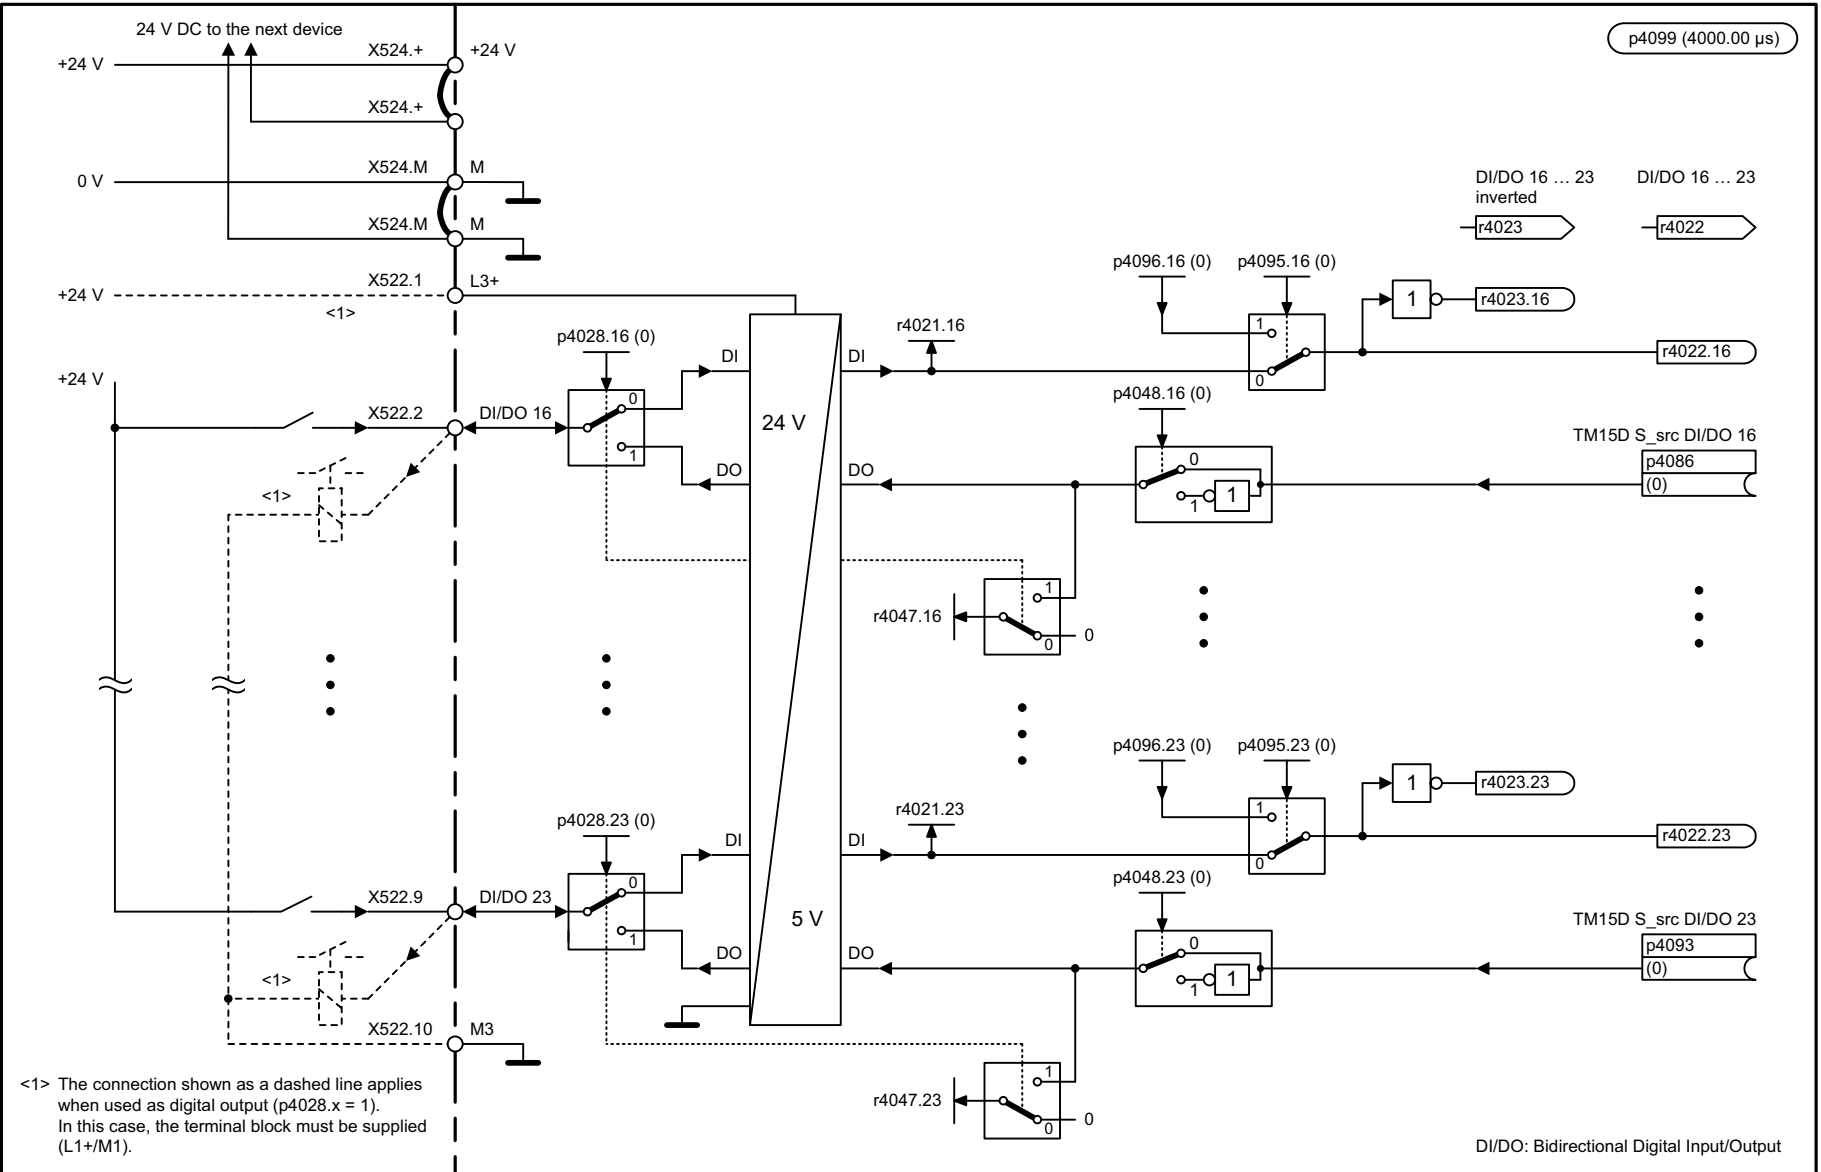 24 V DC to the next device
p4099 (4000.00 µs)
X524.+
+24 V
+24 V
X524.+
X524.M
M
0 V
X524.M
M
DI/DO 16 … 23
inverted
DI/DO 16 … 23
r4023
r4022
X522.1
L3+
+24 V
<1>
p4096.16 (0)
p4095.16 (0)
1
r4023.16
p4028.16 (0)
r4021.16
1
0
r4022.16
DI
DI
+24 V
X522.2
DI/DO 16
0
1
24 V
p4048.16 (0)
TM15D S_src DI/DO 16
p4086
(0)
DO
DO
0
1
1
<1>
1
r4047.16
0
0
p4096.23 (0)
p4095.23 (0)
1
r4023.23
p4028.23 (0)
r4021.23
1
0
r4022.23
DI
DI
X522.9
DI/DO 23
0
1
5 V
p4048.23 (0)
TM15D S_src DI/DO 23
p4093
(0)
DO
DO
0
1
1
<1>
X522.10
M3
1
r4047.23
0
0
<1> The connection shown as a dashed line applies
when used as digital output (p4028.x = 1).
In this case, the terminal block must be supplied
(L1+/M1).
DI/DO: Bidirectional Digital Input/Output